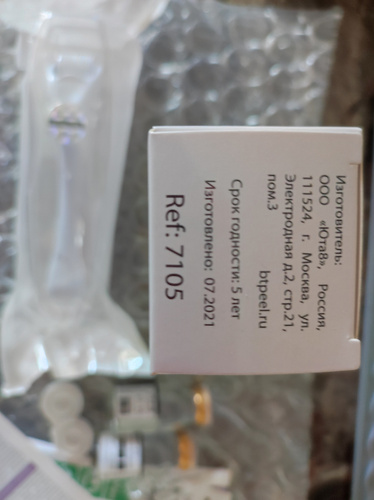 Изготовитель:
ООО «Юта8», Россия,
111524, г. Москва, ул.
Электродная д.2, стр.21,
пом.3
btpeel.ru
Срок годности: 5 лет
Изготовлено: 07.2021
Ref: 7105